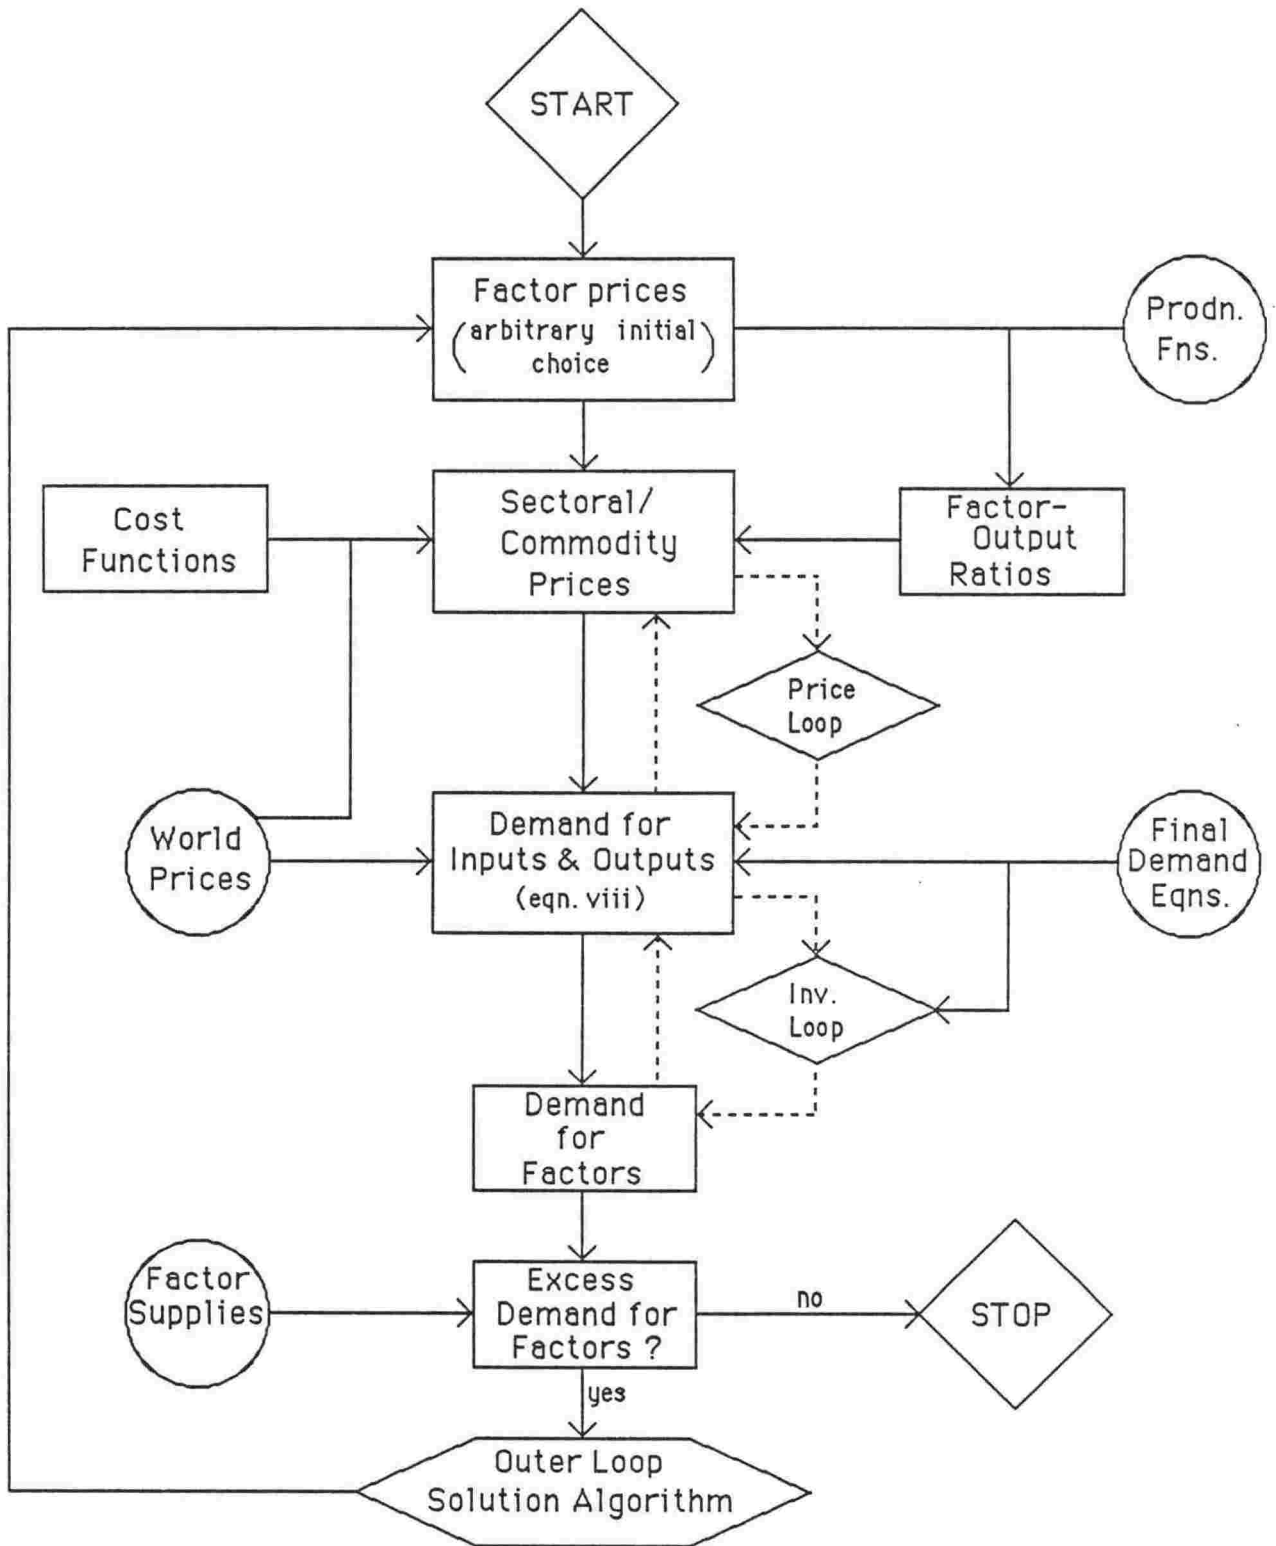 START
Factor prices
(arbitrary initial
choice)
Prodn.
Fns.
Cost
Functions
Sectoral/
Commodity
Prices
Factor-
Output
Ratios
Price
Loop
World
Prices
Demand for
Inputs & Outputs
(eqn. viii)
Final
Demand
Eqns.
Inv.
Loop
Demand
for
Factors
Factor
Supplies
Excess
Demand for
Factors ?
no
STOP
yes
Outer Loop
Solution Algorithm